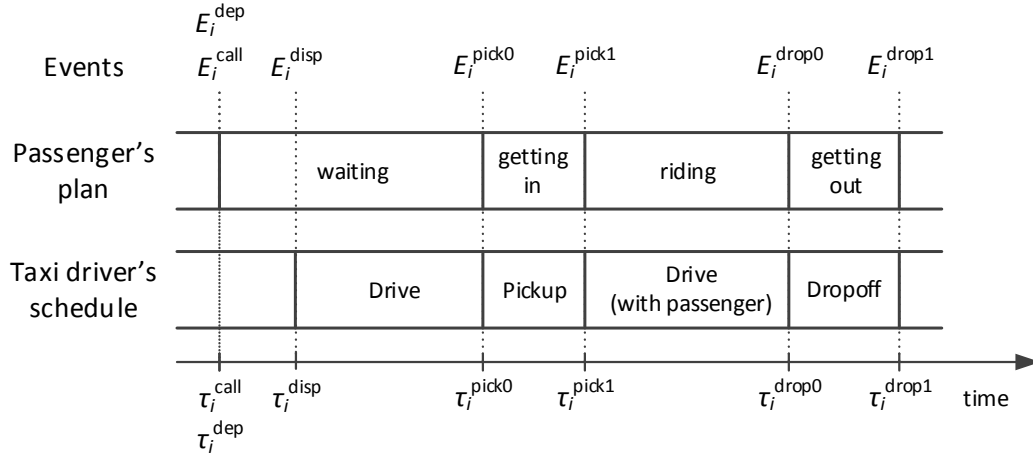 E_i^dep
Events E_i^call E_i^disp E_i^pick0 E_i^pick1 E_i^drop0 E_i^drop1
Passenger's
plan
waiting
getting
in
riding
getting
out
Taxi driver's
schedule
Drive
Pickup
Drive
(with passenger)
Dropoff
τ_i^call τ_i^disp τ_i^pick0 τ_i^pick1 τ_i^drop0 τ_i^drop1 time
τ_i^dep